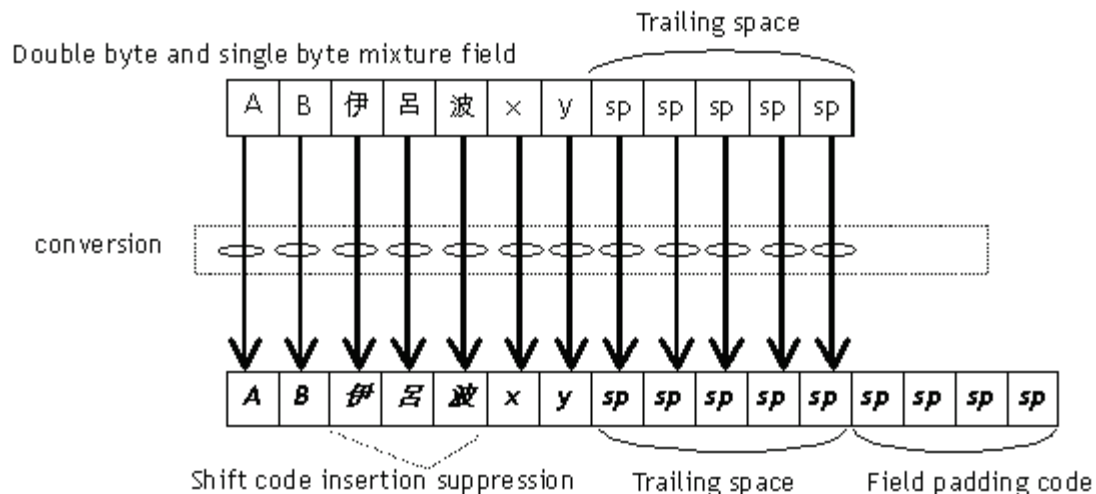 Trailing space
Double byte and single byte mixture field
A B 伊 呂 波 x y sp sp sp sp sp
conversion
A B 伊 呂 波 x y sp sp sp sp sp sp sp sp sp
Shift code insertion suppression Trailing space Field padding code